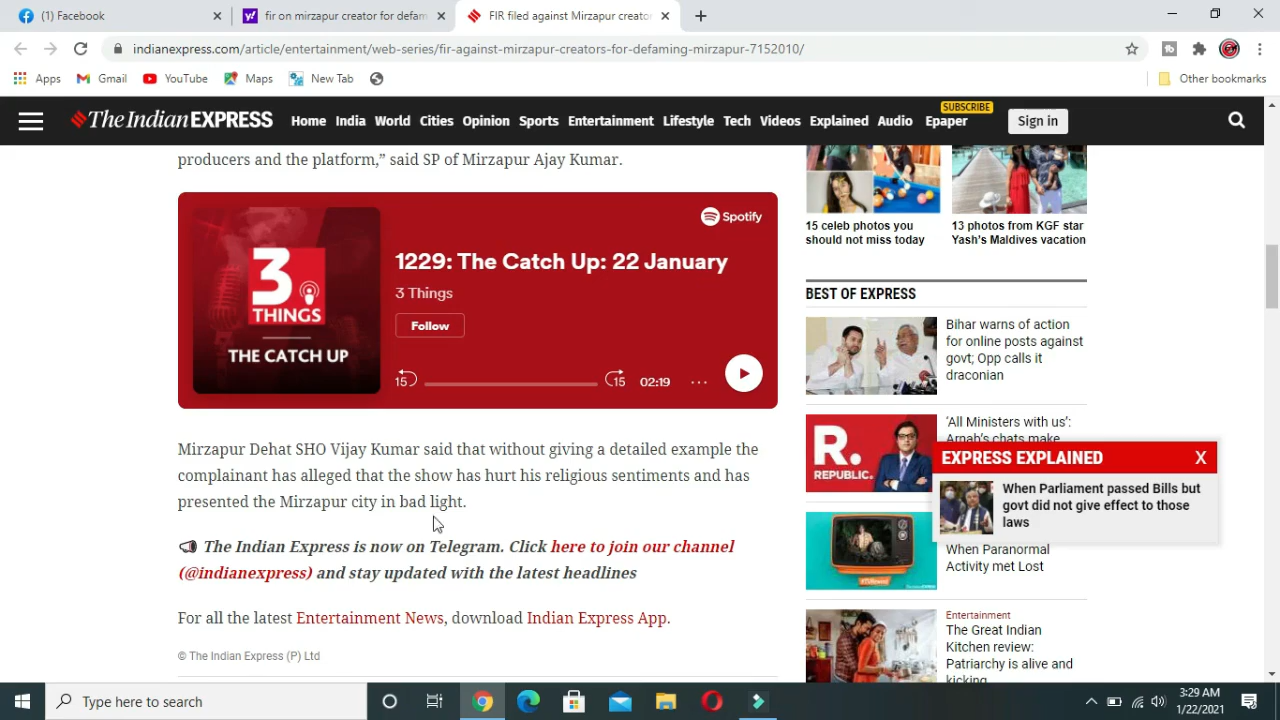 Facebook
fir on mirzapur for defam
FIR filed against Mirzapur creator
indianexpress.com/article/entertainment/web-series/fir-against-mirzapur-creators-for-defaming-mirzapur-7152010/
Apps Gmail YouTube Maps New Tab Other bookmarks
The Indian EXPRESS
Home India World Cities Opinion Sports Entertainment Lifestyle Tech Videos Explained Audio Epaper
SUBSCRIBE
Sign in
producers and the platform,” said SP of Mirzapur Ajay Kumar.
3
THINGS
THE CATCH UP
Spotify
1229: The Catch Up: 22 January
3 Things
Follow
15 15 02:19 ...
Mirzapur Dehat SHO Vijay Kumar said that without giving a detailed example the
complainant has alleged that the show has hurt his religious sentiments and has
presented the Mirzapur city in bad light.
The Indian Express is now on Telegram. Click here to join our channel
(@indianexpress) and stay updated with the latest headlines
For all the latest Entertainment News, download Indian Express App.
© The Indian Express (P) Ltd
15 celeb photos you
should not miss today
13 photos from KGF star
Yash’s Maldives vacation
BEST OF EXPRESS
Bihar warns of action
for online posts against
govt; Opp calls it
draconian
R.
REPUBLIC.
‘All Ministers with us’:
Arnab’s chats make
EXPRESS EXPLAINED X
When Parliament passed Bills but
govt did not give effect to those
laws
When Paranormal
Activity met Lost
Entertainment
The Great Indian
Kitchen review:
Patriarchy is alive and
kicking
Type here to search
3:29 AM
1/22/2021